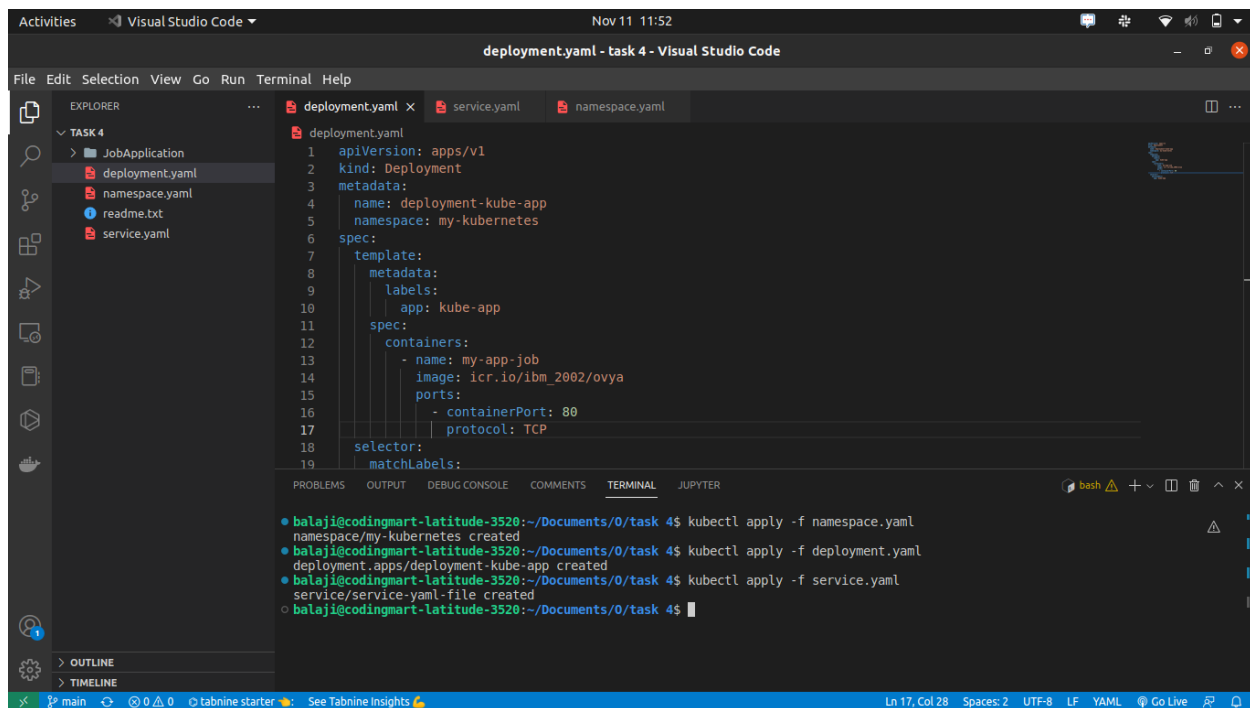 Activities Visual Studio Code Nov 11 11:52
deployment.yaml - task 4 - Visual Studio Code
File Edit Selection View Go Run Terminal Help
EXPLORER
TASK 4
JobApplication
deployment.yaml
namespace.yaml
readme.txt
service.yaml
OUTLINE
TIMELINE
deployment.yaml service.yaml namespace.yaml
deployment.yaml
1 apiVersion: apps/v1
2 kind: Deployment
3 metadata:
4 name: deployment-kube-app
5 namespace: my-kubernetes
6 spec:
7 template:
8 metadata:
9 labels:
10 app: kube-app
11 spec:
12 containers:
13 - name: my-app-job
14 image: icr.io/ibm_2002/ovya
15 ports:
16 - containerPort: 80
17 protocol: TCP
18 selector:
19 matchLabels:
PROBLEMS OUTPUT DEBUG CONSOLE COMMENTS TERMINAL JUPYTER bash
balaji@codingmart-latitude-3520:~/Documents/O/task 4$ kubectl apply -f namespace.yaml
namespace/my-kubernetes created
balaji@codingmart-latitude-3520:~/Documents/O/task 4$ kubectl apply -f deployment.yaml
deployment.apps/deployment-kube-app created
balaji@codingmart-latitude-3520:~/Documents/O/task 4$ kubectl apply -f service.yaml
service/service-yaml-file created
balaji@codingmart-latitude-3520:~/Documents/O/task 4$
1
main 0 0 tabnine starter See Tabnine Insights Ln 17, Col 28 Spaces: 2 UTF-8 LF YAML Go Live